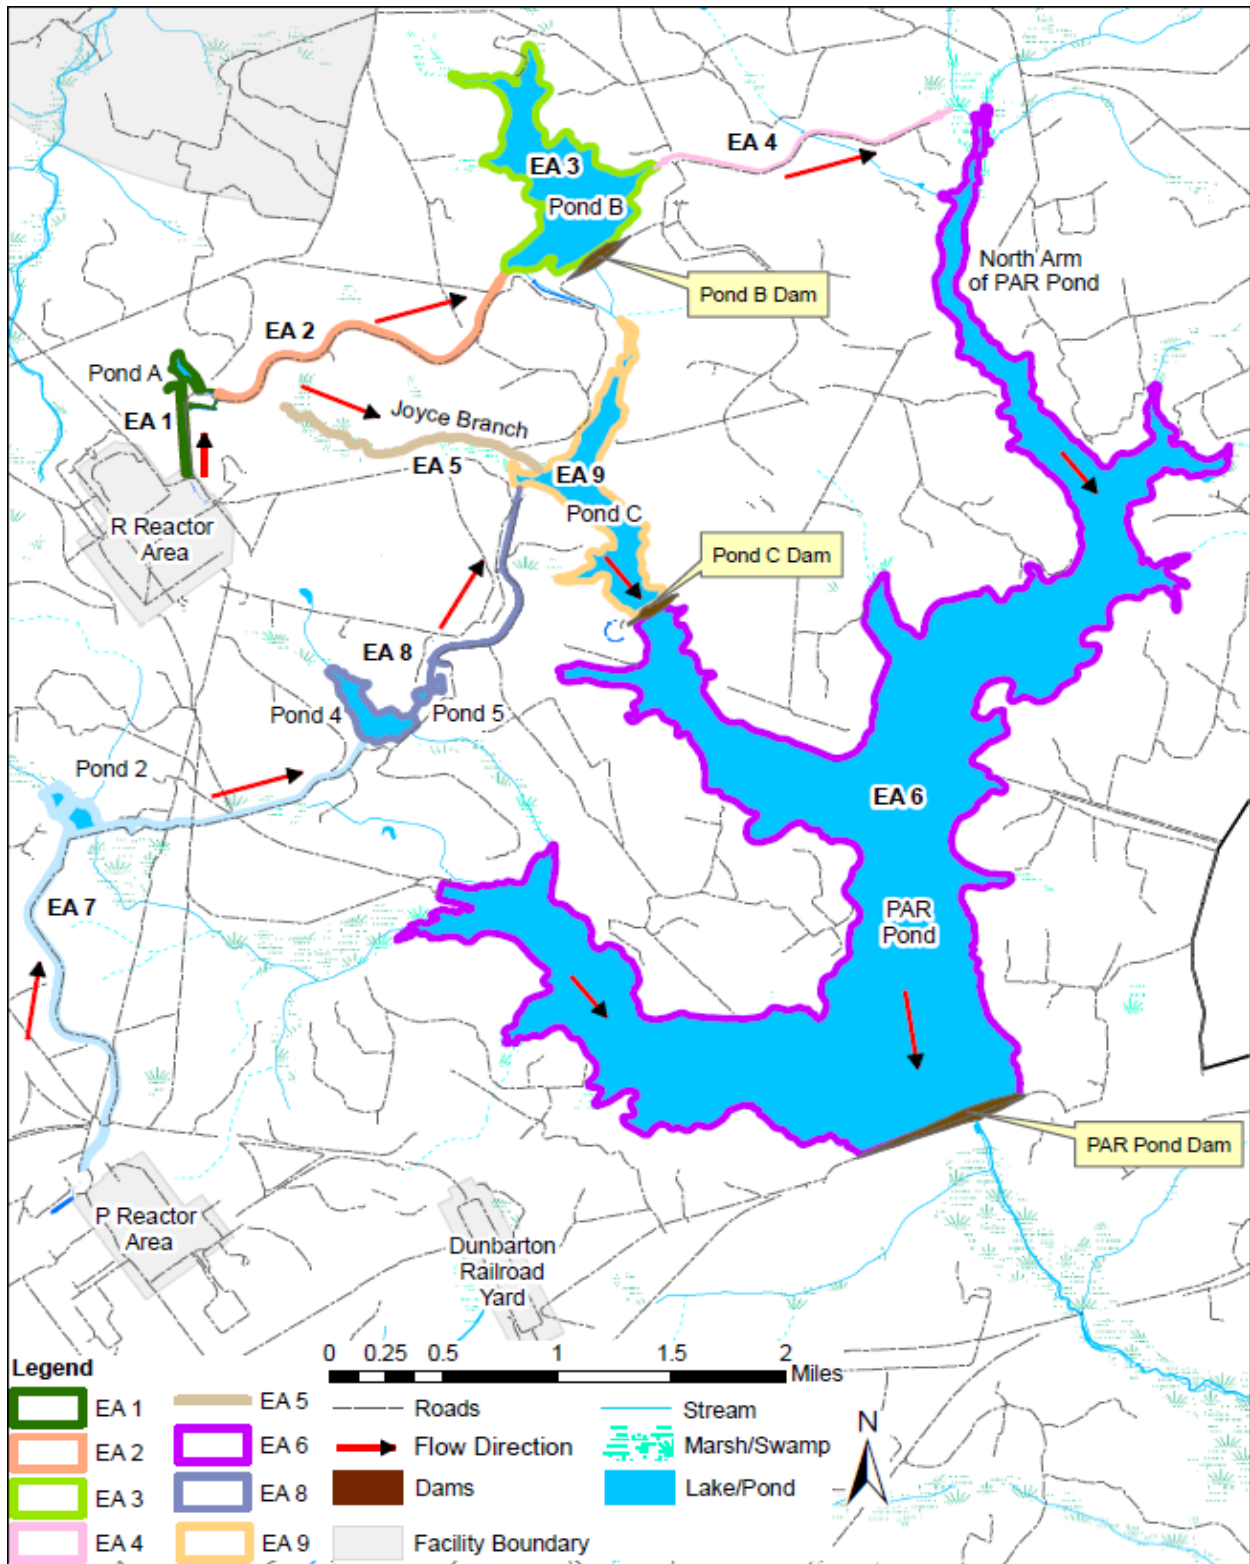 EA 4
EA 3
Pond B
North Arm
of PAR Pond
Pond B Dam
EA 2
Pond A
EA 1
Joyce Branch
EA 5
EA 9
Pond C
R Reactor
Area
Pond C Dam
EA 8
Pond 4
Pond 5
Pond 2
EA 6
EA 7
PAR
Pond
PAR Pond Dam
P Reactor
Area
Dunbarton
Railroad
Yard
Legend
EA 1
EA 2
EA 3
EA 4
EA 5
EA 6
EA 8
EA 9
0 0.25 0.5 1 1.5 2
Miles
Roads
Flow Direction
Dams
Facility Boundary
Stream
Marsh/Swamp
Lake/Pond
N